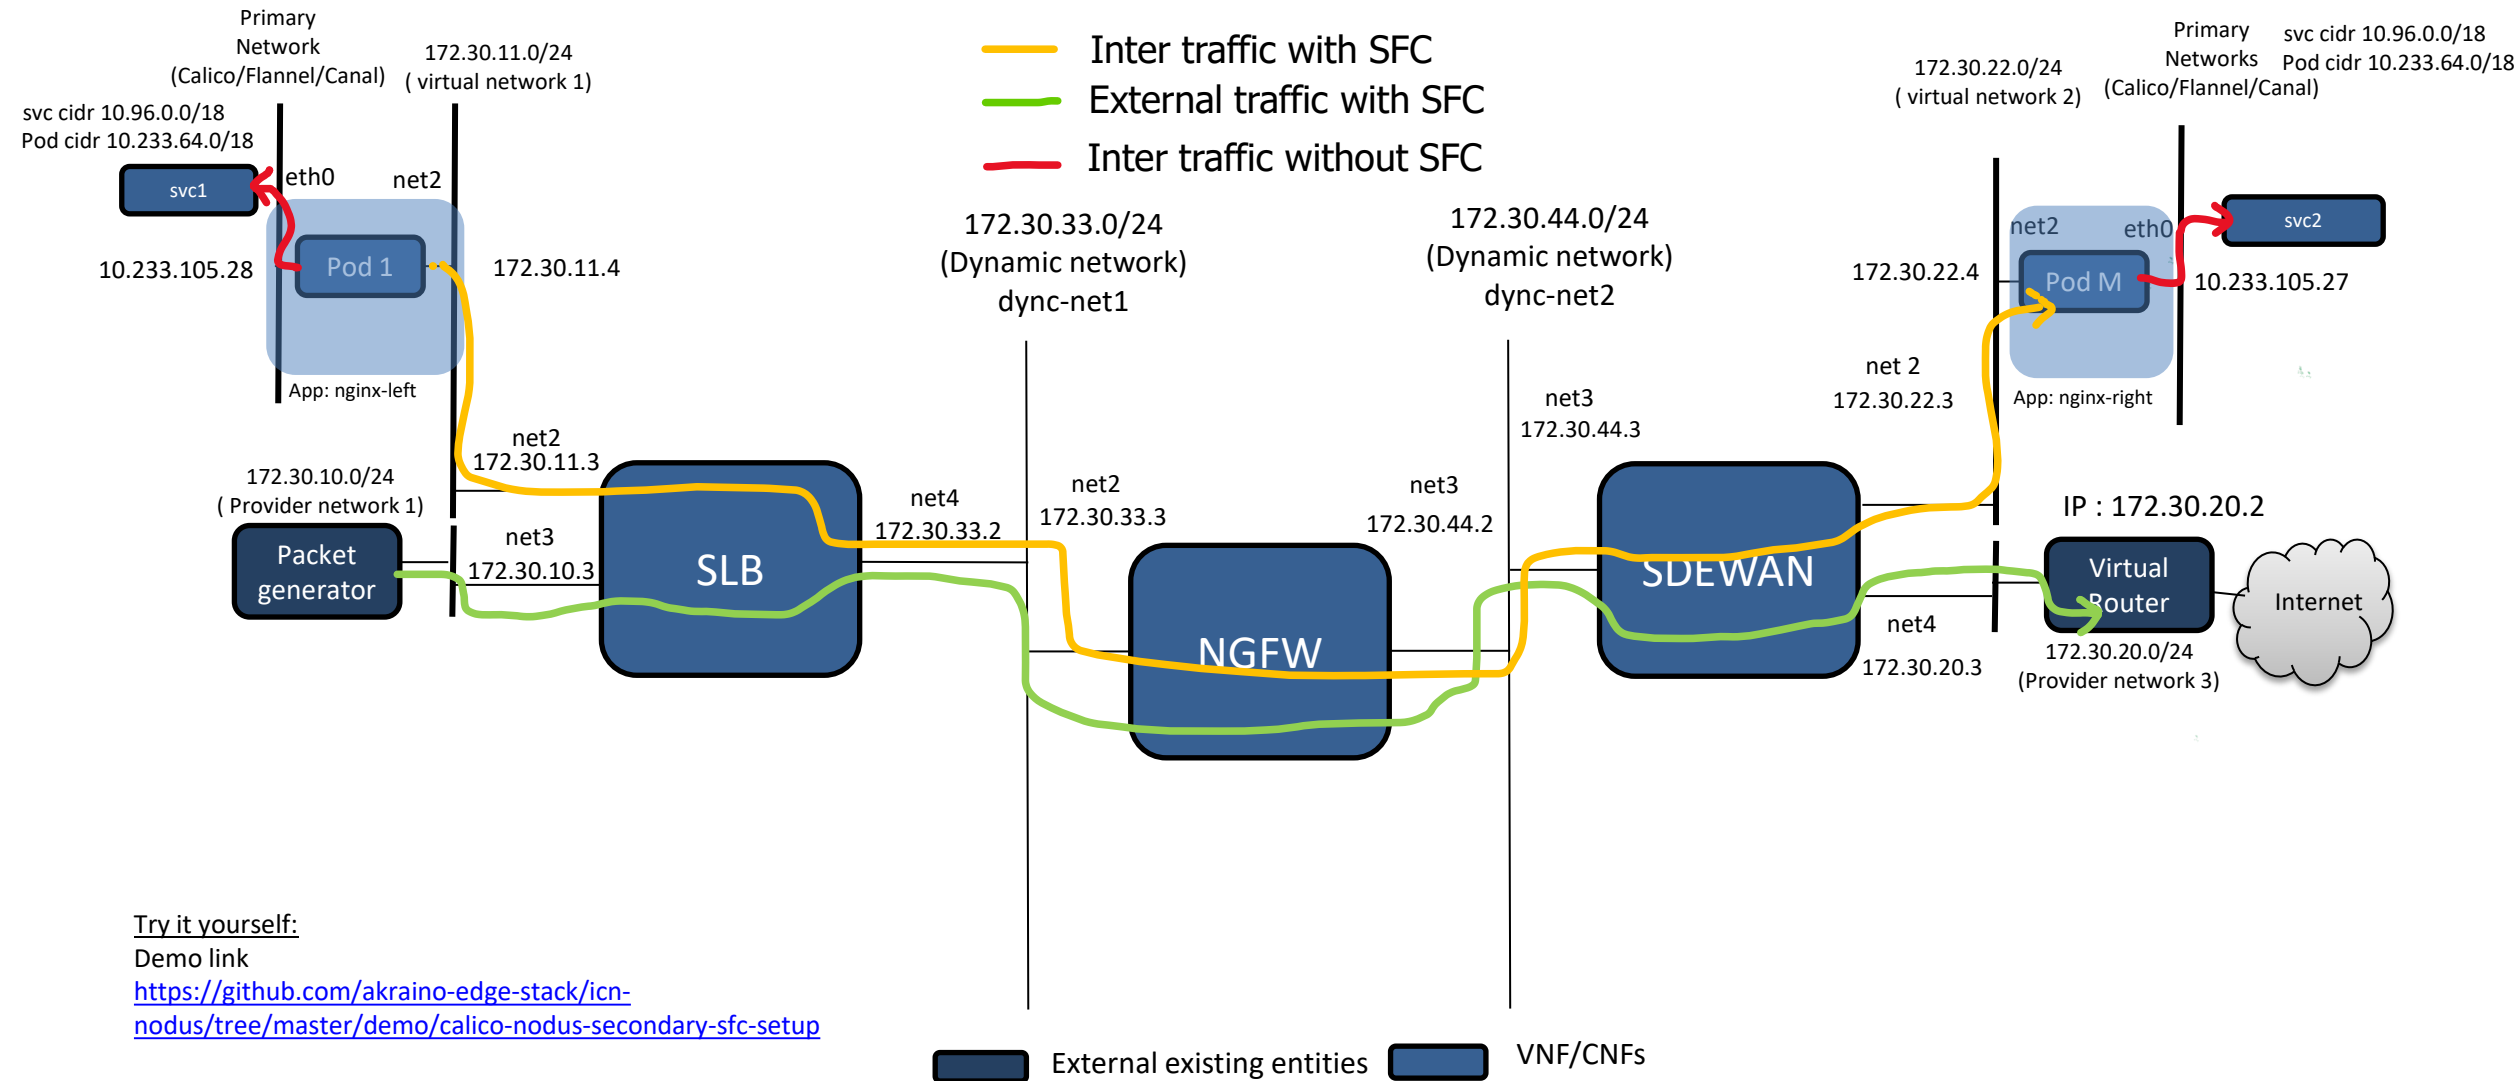 Primary
Network
(Calico/Flannel/Canal)
172.30.11.0/24
( virtual network 1)
svc cidr 10.96.0.0/18
Pod cidr 10.233.64.0/18
svc1
eth0
net2
10.233.105.28
Pod 1
172.30.11.4
App: nginx-left
Inter traffic with SFC
External traffic with SFC
Inter traffic without SFC
172.30.33.0/24
(Dynamic network)
dync-net1
172.30.44.0/24
(Dynamic network)
dync-net2
172.30.22.0/24
( virtual network 2)
Primary
Networks
(Calico/Flannel/Canal)
svc cidr 10.96.0.0/18
Pod cidr 10.233.64.0/18
net2
eth0
svc2
172.30.22.4
Pod M
10.233.105.27
App: nginx-right
net 2
172.30.22.3
net3
172.30.44.3
172.30.10.0/24
( Provider network 1)
Packet
generator
net2
172.30.11.3
net3
172.30.10.3
SLB
net4
172.30.33.2
net2
172.30.33.3
NGFW
net3
172.30.44.2
SDEWAN
net4
172.30.20.3
IP : 172.30.20.2
Virtual
Router
172.30.20.0/24
(Provider network 3)
Internet
Try it yourself:
Demo link
https://github.com/akraino-edge-stack/icn-
nodus/tree/master/demo/calico-nodus-secondary-sfc-setup
External existing entities
VNF/CNFs